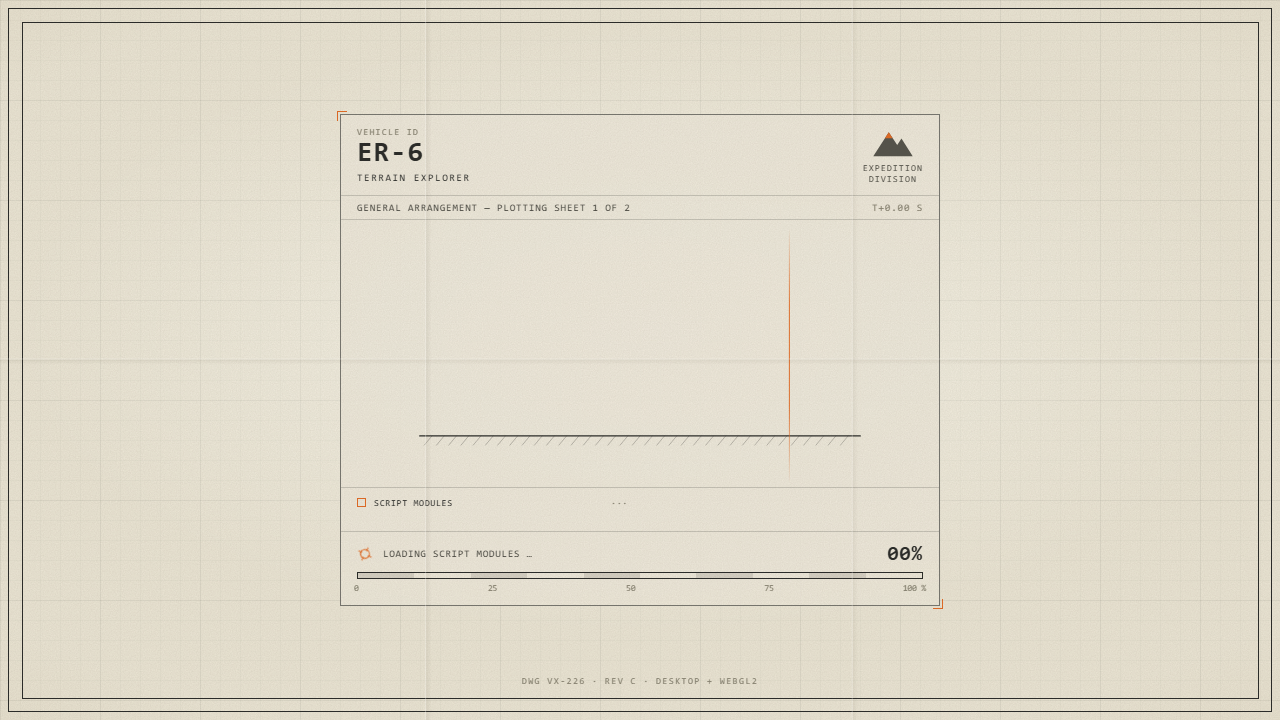 VEHICLE ID
ER-6
TERRAIN EXPLORER
EXPEDITION
DIVISION
GENERAL ARRANGEMENT — PLOTTING SHEET 1 OF 2
T+0.00 S
SCRIPT MODULES
···
LOADING SCRIPT MODULES …
00%
0 25 50 75 100 %
DWG VX-226 · REV C · DESKTOP + WEBGL2